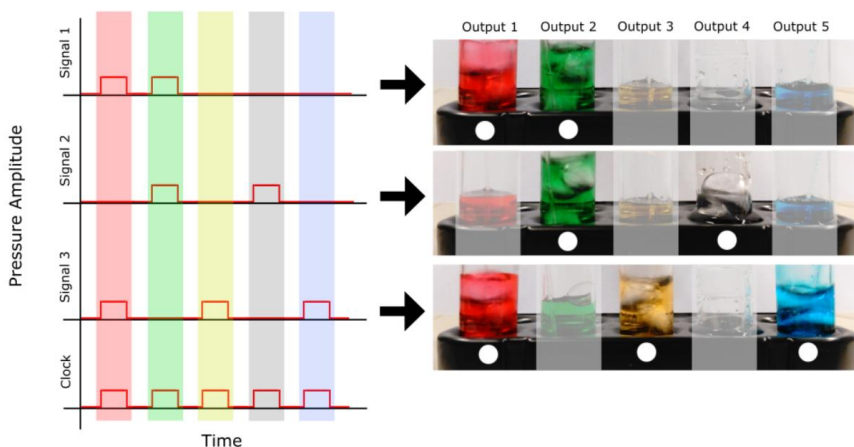 Output 1 Output 2 Output 3 Output 4 Output 5
Pressure Amplitude
Signal 1
Signal 2
Signal 3
Clock
Time